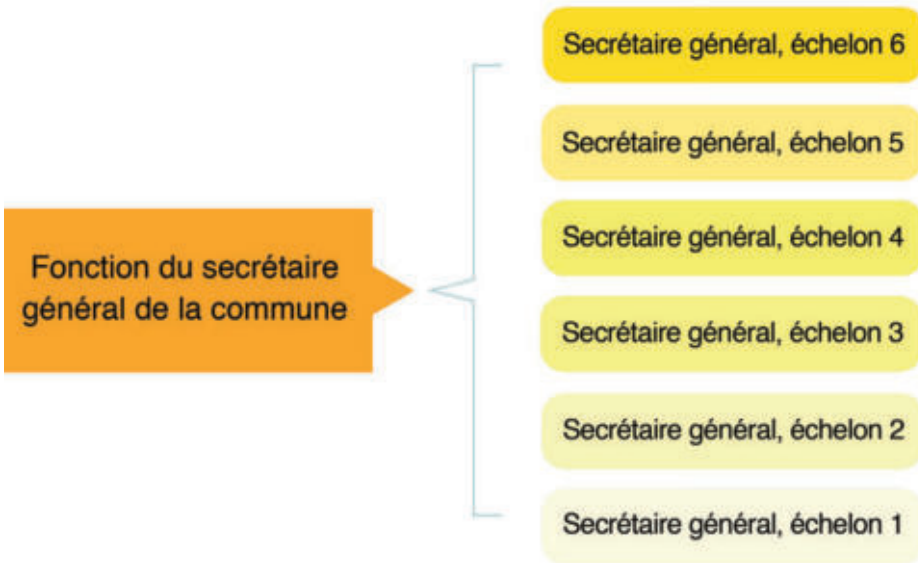 Secrétaire général, échelon 6
Secrétaire général, échelon 5
Secrétaire général, échelon 4
Fonction du secrétaire
général de la commune
Secrétaire général, échelon 3
Secrétaire général, échelon 2
Secrétaire général, échelon 1